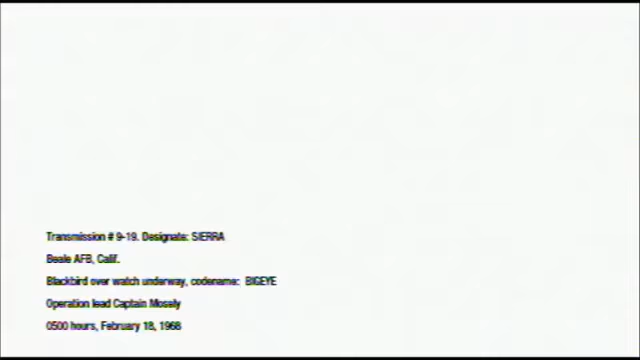 Transmission # 9-19. Designate: SIERRA
Beale AFB, Calif.
Blackbird over watch underway, codename: BIGEYE
Operation lead Captain Mosely
0500 hours, February 18, 1968